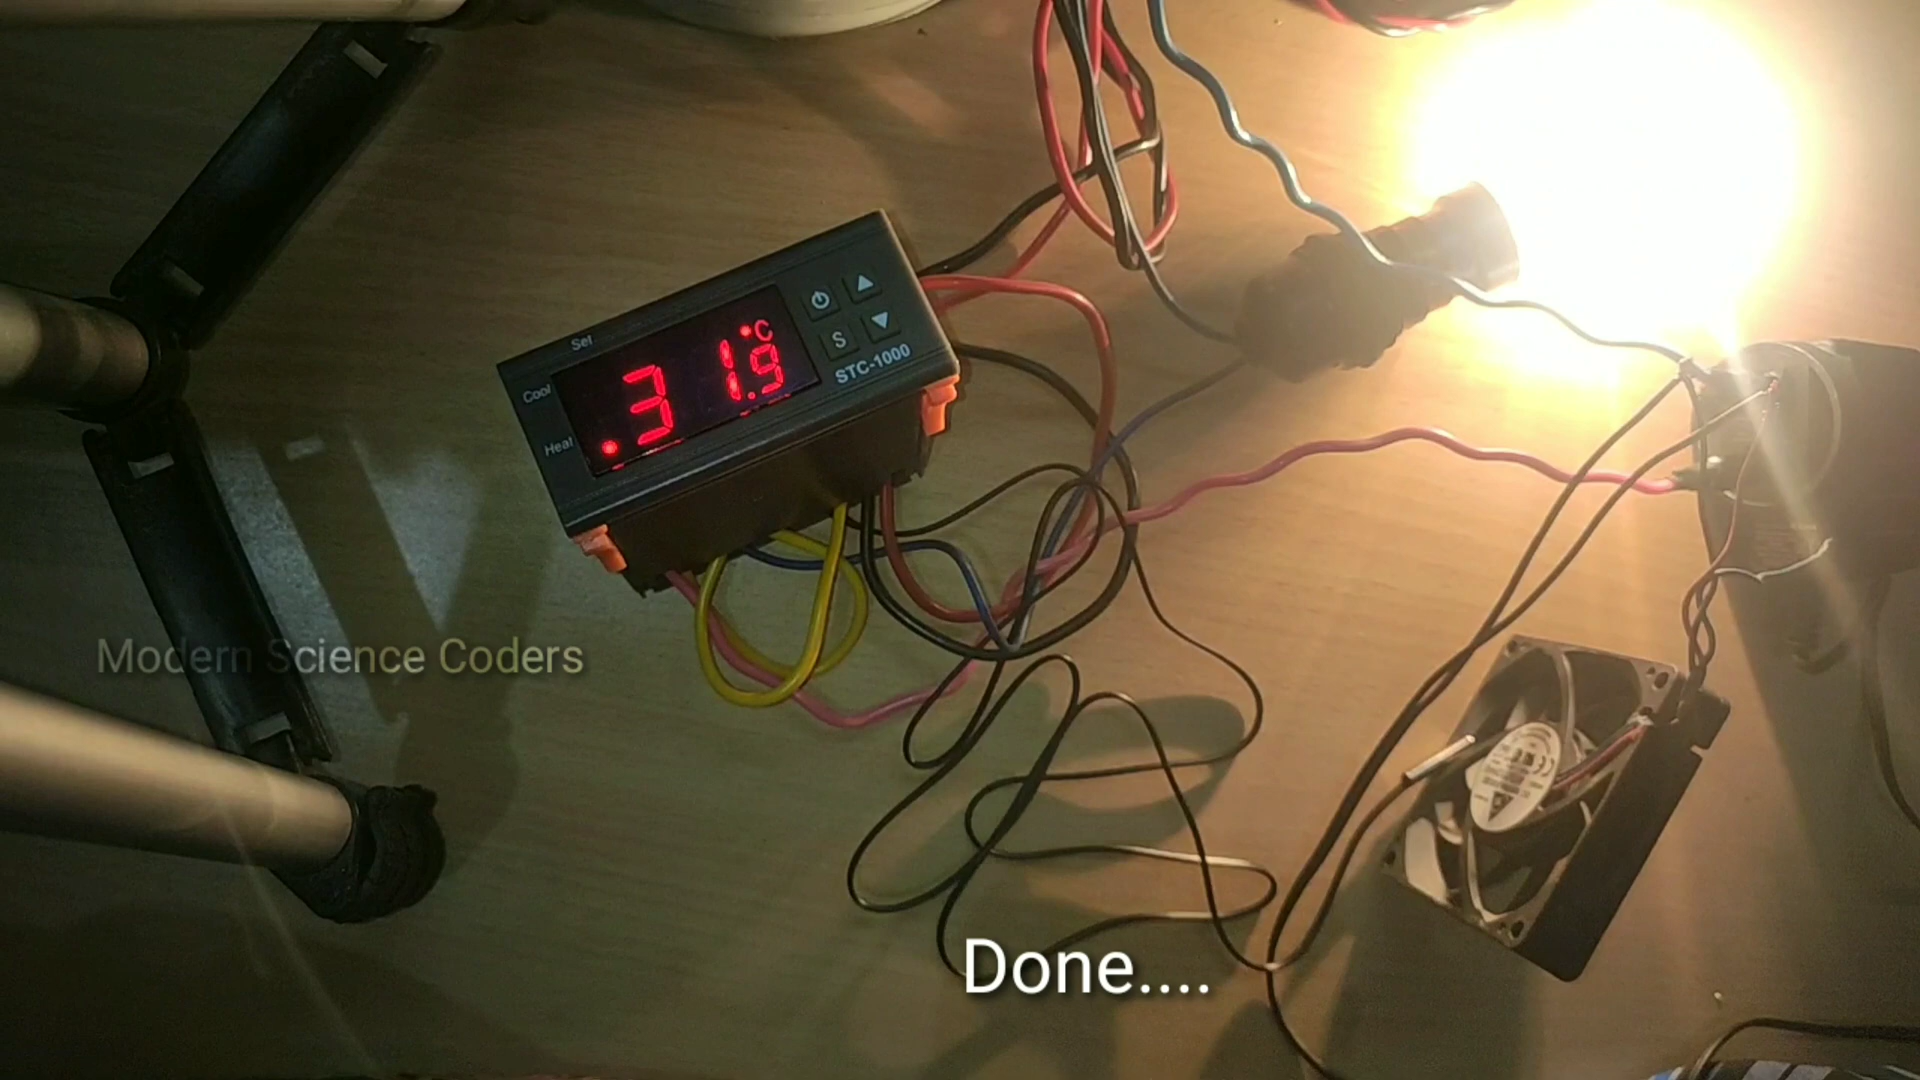 Set
Cool
Heat
31.9
°C
S
STC-1000
Modern Science Coders
Done....